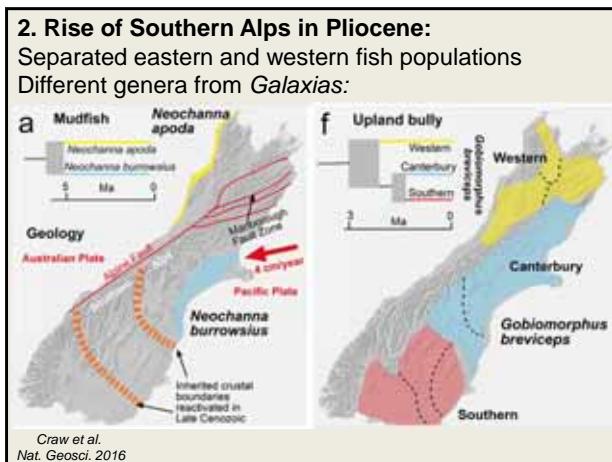 2. Rise of Southern Alps in Pliocene:
Separated eastern and western fish populations
Different genera from Galaxias:
a
Mudfish
Neochanna
apoda
Neochanna apoda
Neochanna burrowsius
5
0
Ma
Geology
Australian Plate
Alpine Fault
Marlborough
Fault Zone
4 cm/year
Pacific Plate
Neochanna
burrowsius
Inherited crustal
boundaries
reactivated in
Late Cenozoic
f
Upland bully
Western
Canterbury
Southern
Gobiomorphus
breviceps
3
0
Ma
Western
Canterbury
Gobiomorphus
breviceps
Southern
Craw et al.
Nat. Geosci. 2016